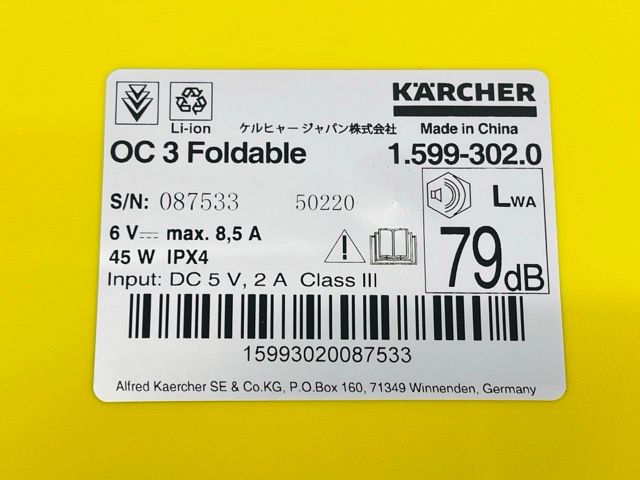 KÄRCHER
Li-ion ケルヒャージャパン株式会社 Made in China
OC 3 Foldable 1.599-302.0
S/N: 087533 50220
6 V⎓ max. 8,5 A
45 W IPX4
Input: DC 5 V, 2 A Class III
LWA
79dB
15993020087533
Alfred Kaercher SE & Co.KG, P.O.Box 160, 71349 Winnenden, Germany